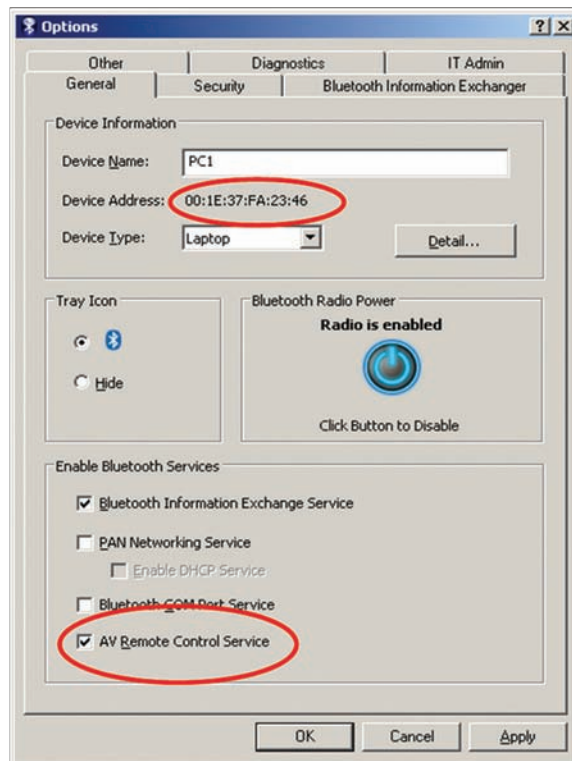 Options
Other Diagnostics IT Admin
General Security Bluetooth Information Exchanger
Device Information
Device Name: PC1
Device Address: 00:1E:37:FA:23:46
Device Type: Laptop Detail...
Tray Icon
Hide
Bluetooth Radio Power
Radio is enabled
Click Button to Disable
Enable Bluetooth Services
Bluetooth Information Exchange Service
PAN Networking Service
Enable DHCP Service
Bluetooth COM Port Service
AV Remote Control Service
OK Cancel Apply